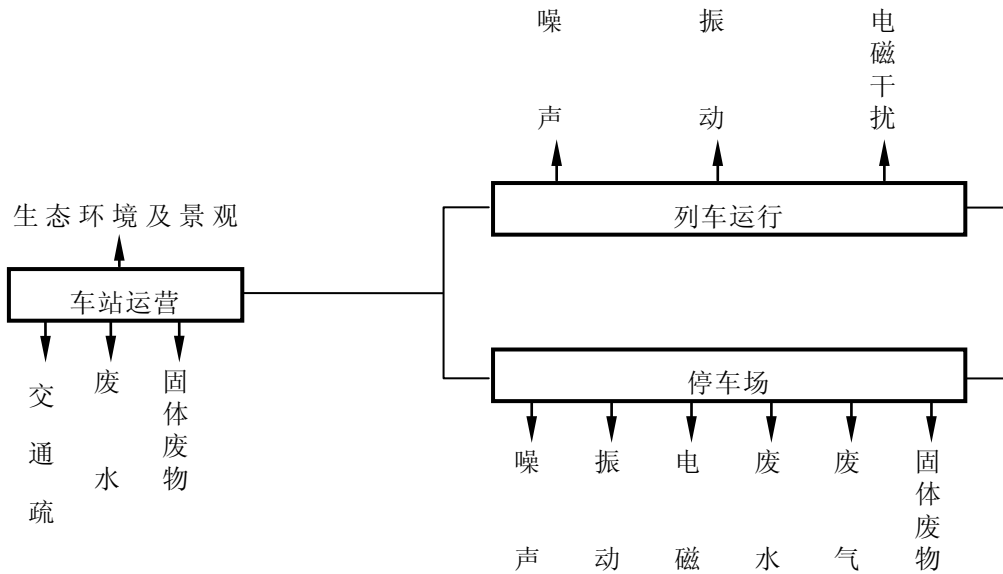 噪声
振动
电磁干扰
列车运行
生态环境及景观
车站运营
交通疏
废水
固体废物
停车场
噪声
振动
电磁
废水
废气
固体废物